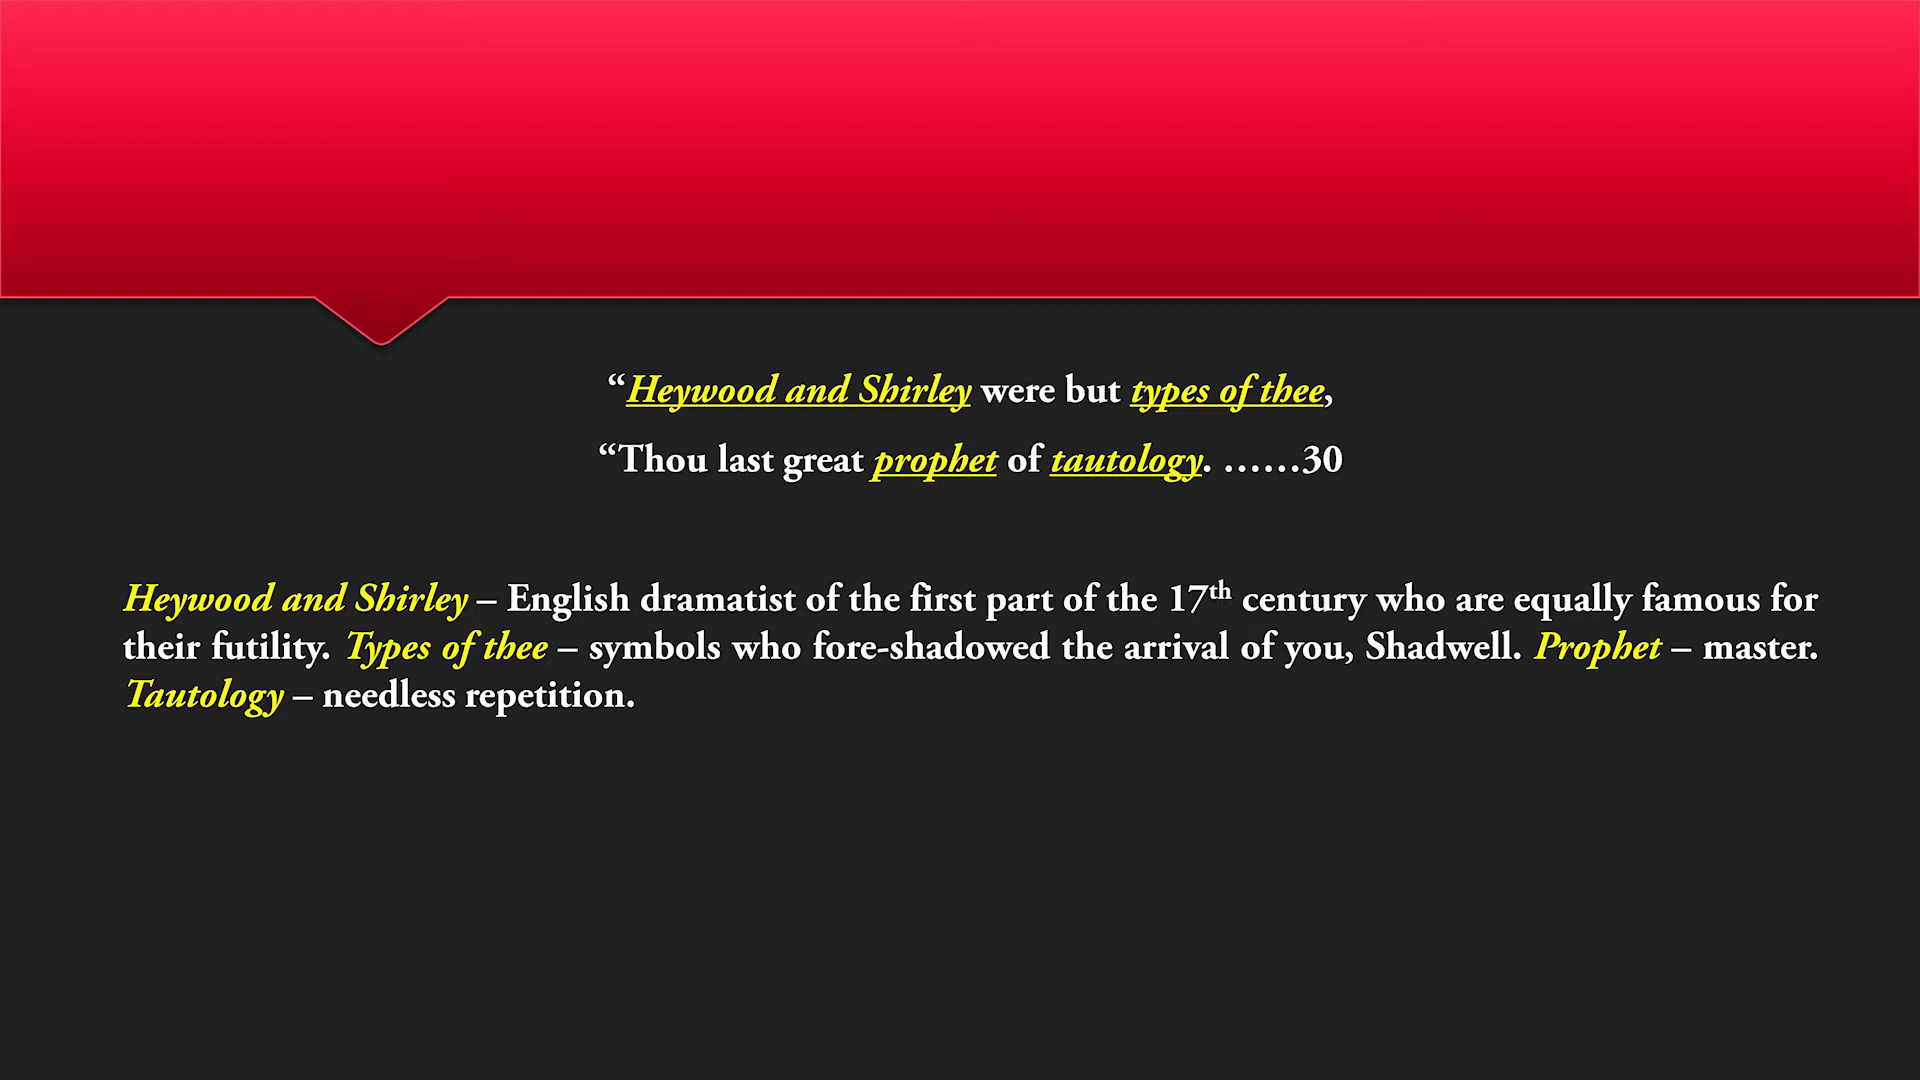 “Heywood and Shirley were but types of thee,
“Thou last great prophet of tautology. ……30
Heywood and Shirley – English dramatist of the first part of the 17th century who are equally famous for
their futility. Types of thee – symbols who fore-shadowed the arrival of you, Shadwell. Prophet – master.
Tautology – needless repetition.